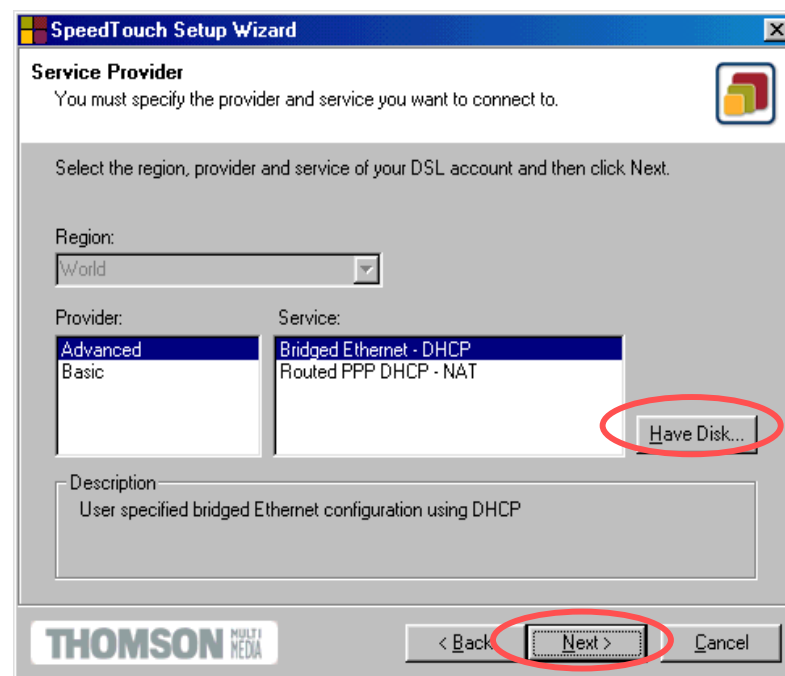 SpeedTouch Setup Wizard
Service Provider
You must specify the provider and service you want to connect to.
Select the region, provider and service of your DSL account and then click Next.
Region:
World
Provider:
Service:
Advanced
Basic
Bridged Ethernet - DHCP
Routed PPP DHCP - NAT
Have Disk...
Description
User specified bridged Ethernet configuration using DHCP
THOMSON MULTI
MEDIA
< Back
Next >
Cancel